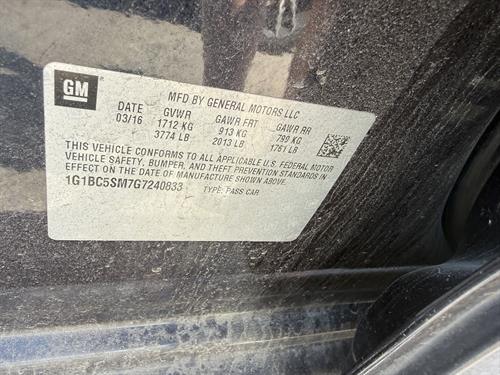 GM
MFD BY GENERAL MOTORS LLC
DATE GVWR GAWR FRT GAWR RR
03/16 1712 KG 913 KG 799 KG
3774 LB 2013 LB 1761 LB
THIS VEHICLE CONFORMS TO ALL APPLICABLE U.S. FEDERAL MOTOR
VEHICLE SAFETY, BUMPER, AND THEFT PREVENTION STANDARDS IN
EFFECT ON THE DATE OF MANUFACTURE SHOWN ABOVE.
1G1BC5SM7G7240833 TYPE: PASS CAR